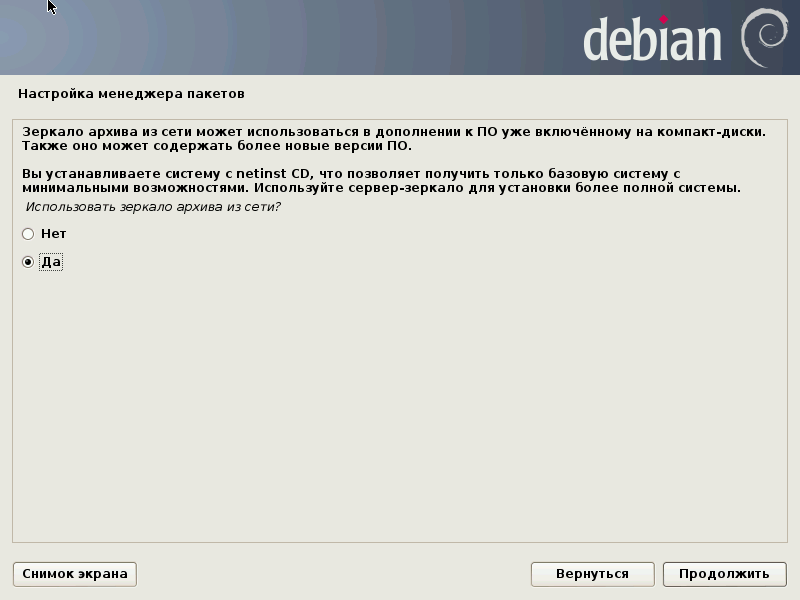 debian
Настройка менеджера пакетов
Зеркало архива из сети может использоваться в дополнении к ПО уже включённому на компакт-диски.
Также оно может содержать более новые версии ПО.
Вы устанавливаете систему с netinst CD, что позволяет получить только базовую систему с
минимальными возможностями. Используйте сервер-зеркало для установки более полной системы.
Использовать зеркало архива из сети?
Нет
Да
Снимок экрана
Вернуться
Продолжить